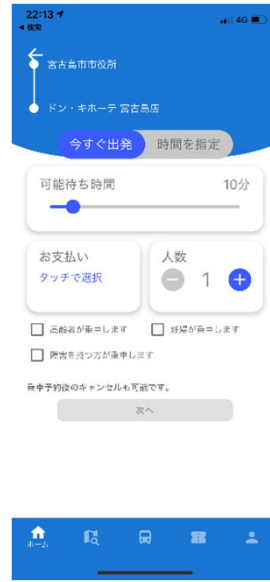 22:13
4G
◀ 検索
宮古島市市役所
ドン・キホーテ 宮古島店
今すぐ出発 時間を指定
可能待ち時間 10分
お支払い 人数
タッチで選択 1
高齢者が乗車します 妊婦が乗車します
障害を持つ方が乗車します
乗車予約後のキャンセルも可能です。
次へ
ホーム